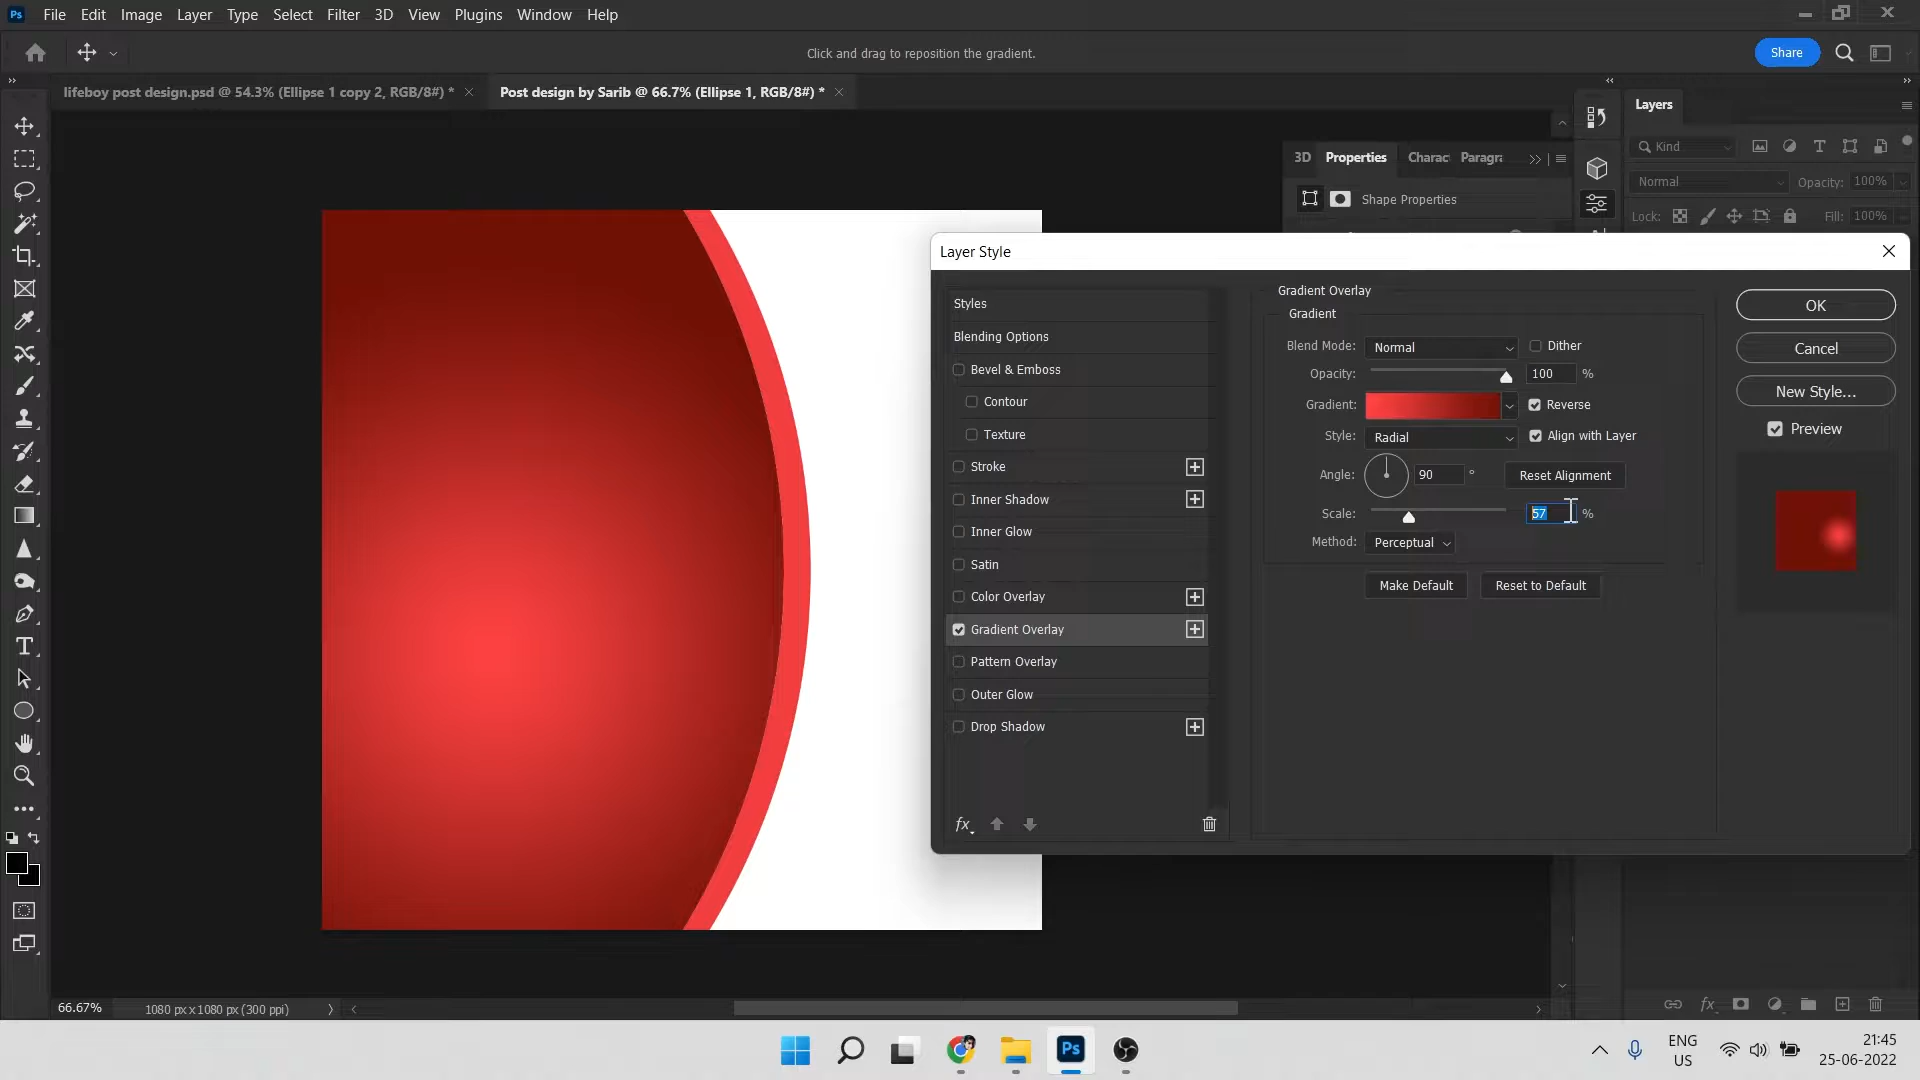 Ps File Edit Image Layer Type Select Filter 3D View Plugins Window Help
Click and drag to reposition the gradient.
Share
lifeboy post design.psd @ 54.3% (Ellipse 1 copy 2, RGB/8#) *
Post design by Sarib @ 66.7% (Ellipse 1, RGB/8#) *
Layers
Kind
Normal
Opacity: 100%
Lock:
Fill: 100%
3D Properties Charac Paragra
Shape Properties
Layer Style
Styles
Blending Options
Bevel & Emboss
Contour
Texture
Stroke
Inner Shadow
Inner Glow
Satin
Color Overlay
Gradient Overlay
Pattern Overlay
Outer Glow
Drop Shadow
fx
Gradient Overlay
Gradient
Blend Mode: Normal Dither
Opacity: 100 %
Gradient: Reverse
Style: Radial Align with Layer
Angle: 90 ° Reset Alignment
Scale: 57 %
Method: Perceptual
Make Default Reset to Default
OK
Cancel
New Style...
Preview
66.67% 1080 px x 1080 px (300 ppi)
fx
Ps
ENG
US
21:45
25-06-2022